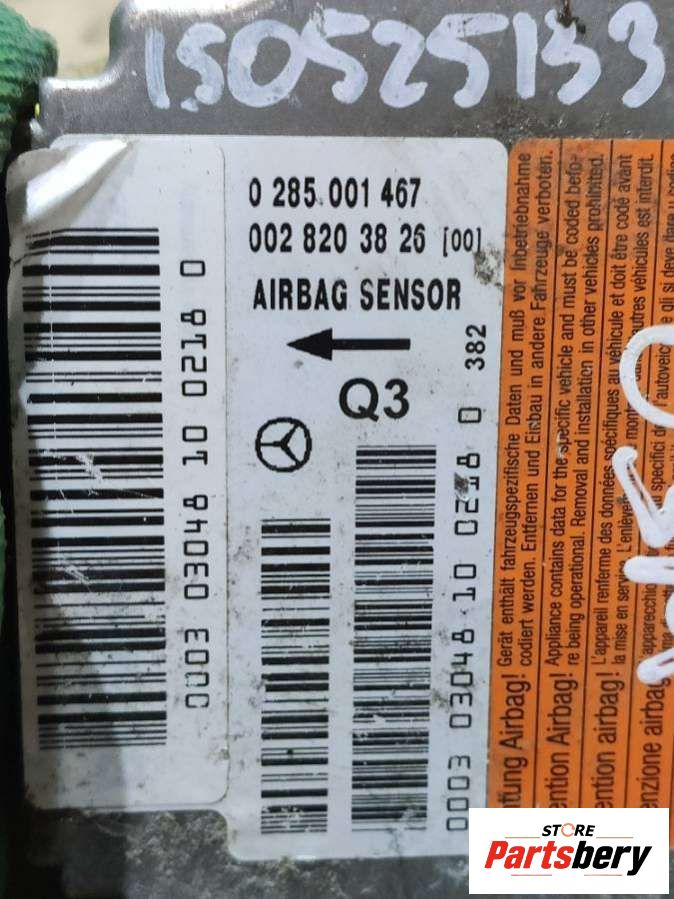 150525133
0 285 001 467
002 820 38 26 [00]
AIRBAG SENSOR
Q3
382
0003 03048 10 0218 0
0003 03048 10 0218 0
Airbag! Gerät enthält fahrzeugspezifische Daten und muß vor Inbetriebnahme
codiert werden. Entfernen und Einbau in andere Fahrzeuge verboten.
Airbag! Appliance contains data for the specific vehicle and must be coded befo-
re being operational. Removal and installation in other vehicles prohibited.
airbag! L'appareil renferme des données spécifiques au véhicule et doit être codé avant
la mise en service. L'enlève autres véhicules est interdit.
airbag
STORE
Partsbery